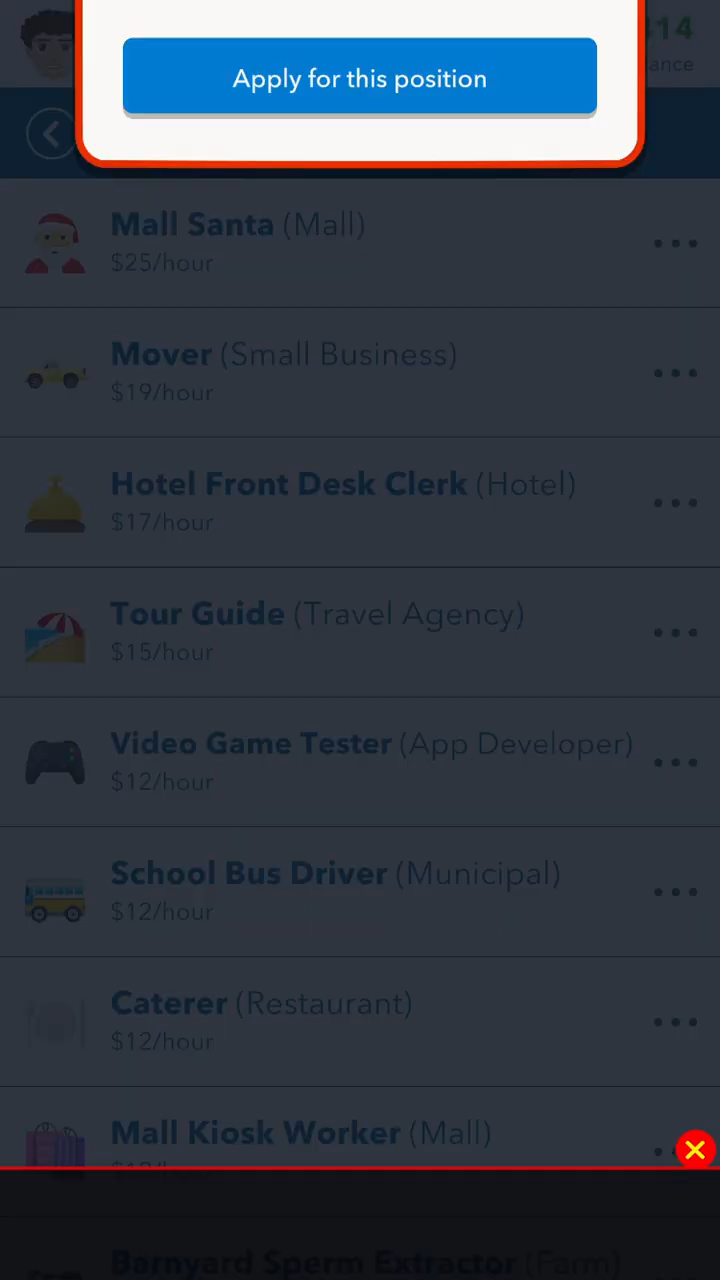 Apply for this position
14
ance
Mall Santa (Mall)
$25/hour
Mover (Small Business)
$19/hour
Hotel Front Desk Clerk (Hotel)
$17/hour
Tour Guide (Travel Agency)
$15/hour
Video Game Tester (App Developer)
$12/hour
School Bus Driver (Municipal)
$12/hour
Caterer (Restaurant)
$12/hour
Mall Kiosk Worker (Mall)
Barnyard Sperm Extractor (Farm)